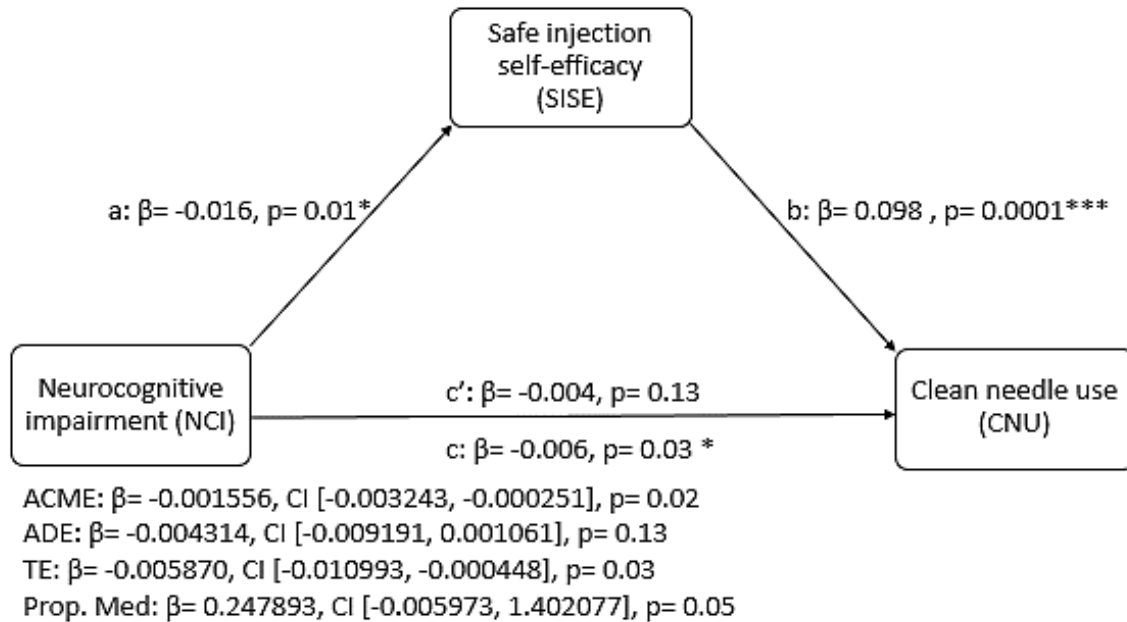 Safe injection
self-efficacy
(SISE)
a: β= -0.016, p= 0.01*
b: β= 0.098 , p= 0.0001***
Neurocognitive
impairment (NCI)
c′: β= -0.004, p= 0.13
c: β= -0.006, p= 0.03 *
Clean needle use
(CNU)
ACME: β= -0.001556, CI [-0.003243, -0.000251], p= 0.02
ADE: β= -0.004314, CI [-0.009191, 0.001061], p= 0.13
TE: β= -0.005870, CI [-0.010993, -0.000448], p= 0.03
Prop. Med: β= 0.247893, CI [-0.005973, 1.402077], p= 0.05